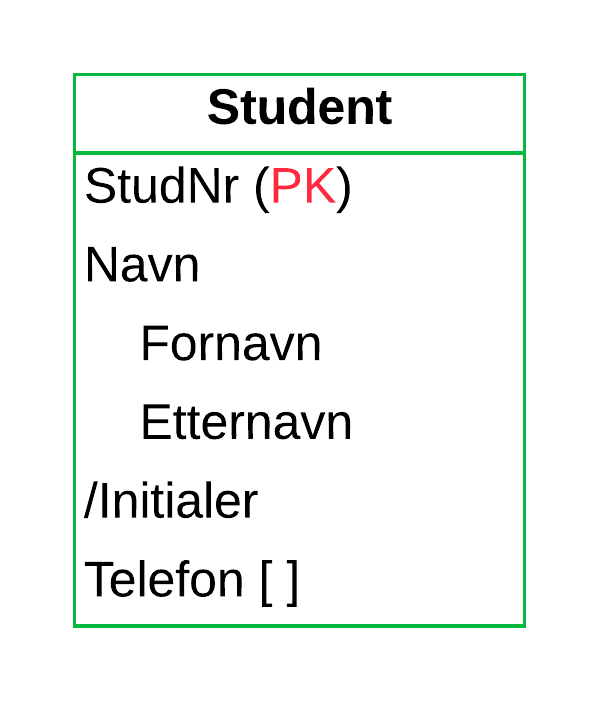 Student
StudNr (PK)
Navn
Fornavn
Etternavn
/Initialer
Telefon [ ]